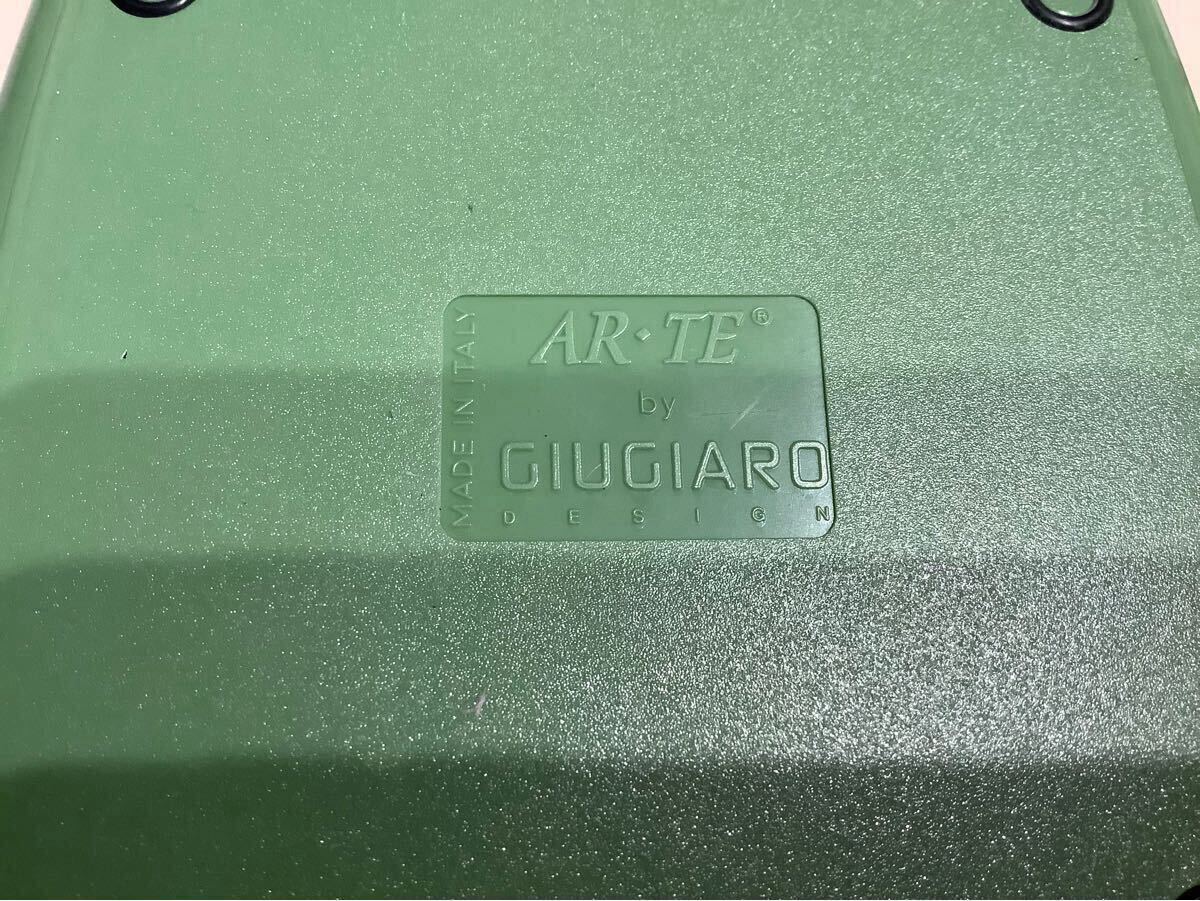 AR·TE®
by
GIUGIARO
DESIGN
MADE IN ITALY